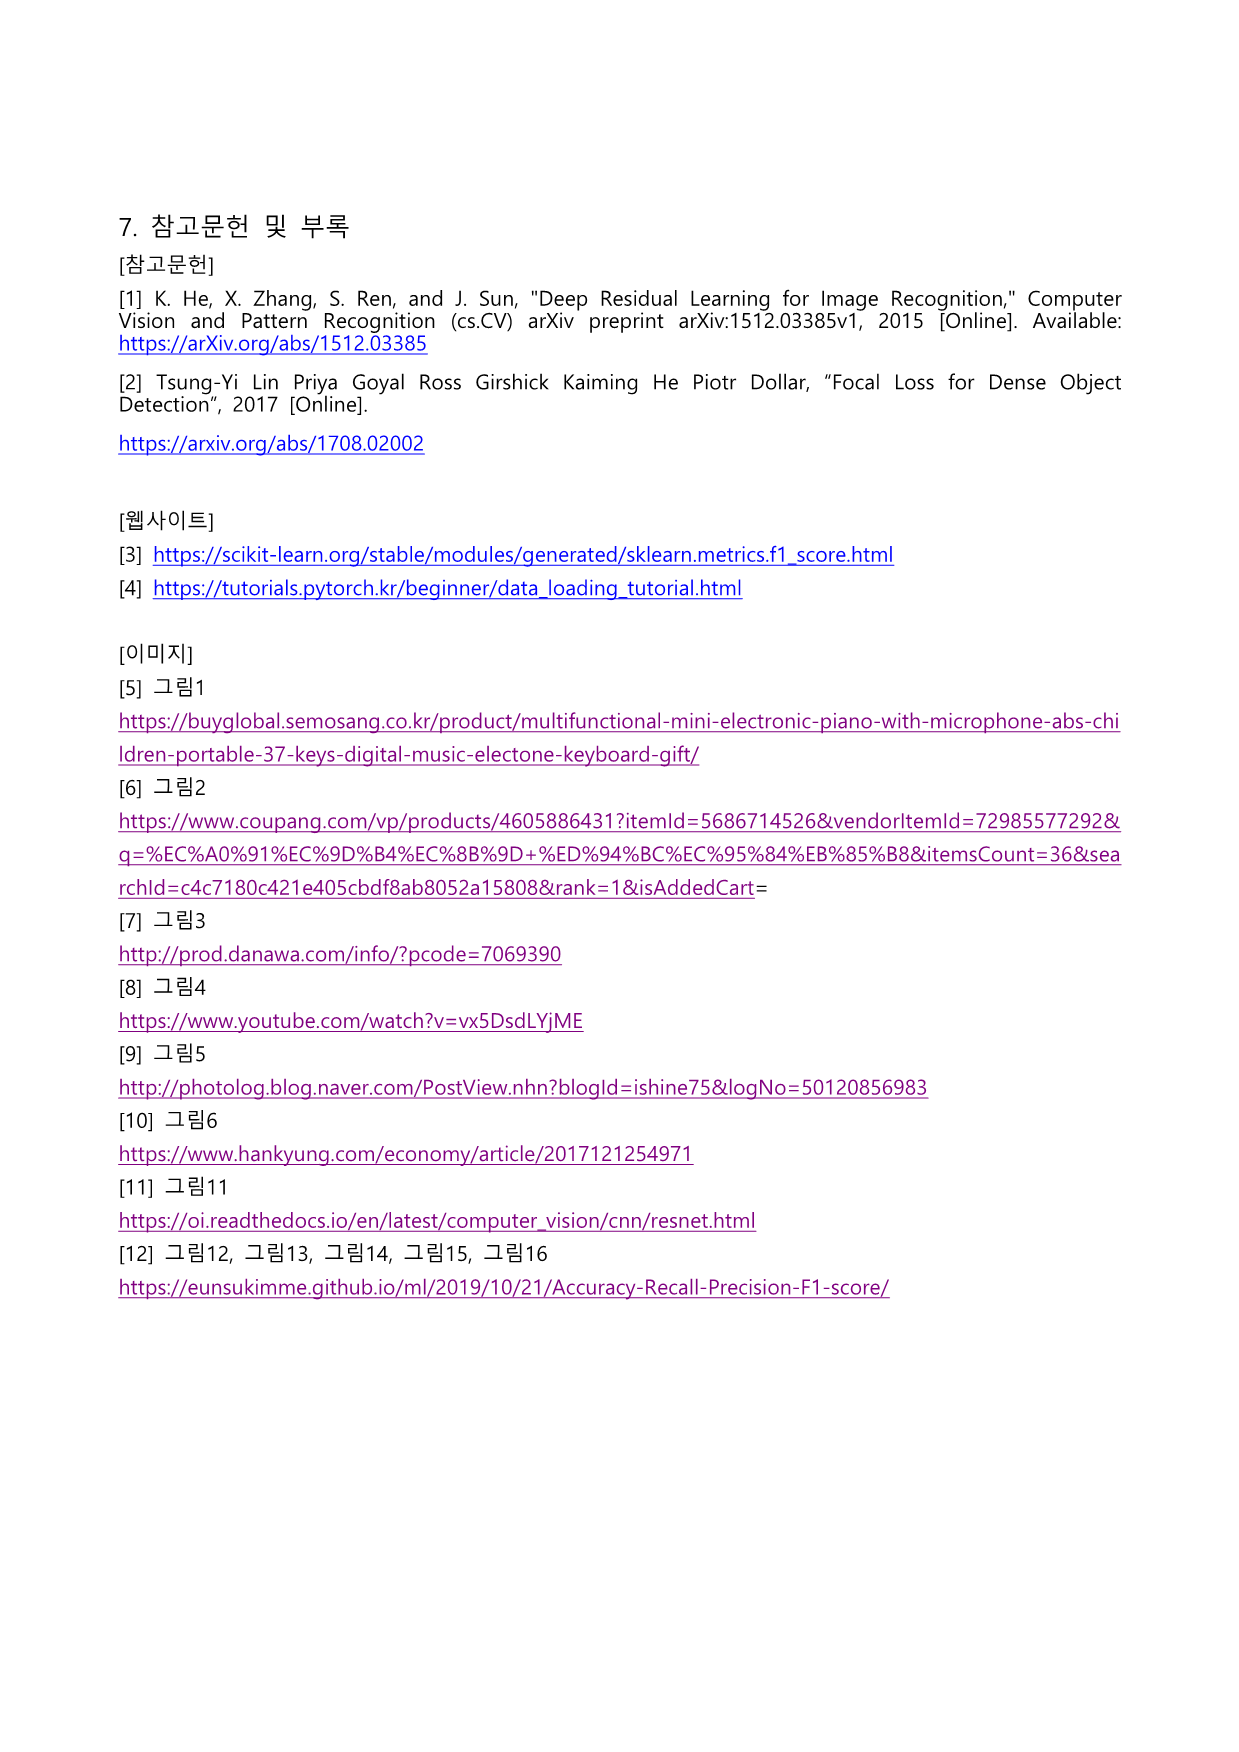 7. 참고문헌 및 부록
[참고문헌]
[1] K. He, X. Zhang, S. Ren, and J. Sun, "Deep Residual Learning for Image Recognition," Computer
Vision and Pattern Recognition (cs.CV) arXiv preprint arXiv:1512.03385v1, 2015 [Online]. Available:
https://arXiv.org/abs/1512.03385
[2] Tsung-Yi Lin Priya Goyal Ross Girshick Kaiming He Piotr Dollar, “Focal Loss for Dense Object
Detection”, 2017 [Online].
https://arxiv.org/abs/1708.02002
[웹사이트]
[3] https://scikit-learn.org/stable/modules/generated/sklearn.metrics.f1_score.html
[4] https://tutorials.pytorch.kr/beginner/data_loading_tutorial.html
[이미지]
[5] 그림1
https://buyglobal.semosang.co.kr/product/multifunctional-mini-electronic-piano-with-microphone-abs-chi
ldren-portable-37-keys-digital-music-electone-keyboard-gift/
[6] 그림2
https://www.coupang.com/vp/products/4605886431?itemId=5686714526&vendorItemId=72985577292&
q=%EC%A0%91%EC%9D%B4%EC%8B%9D+%ED%94%BC%EC%95%84%EB%85%B8&itemsCount=36&sea
rchId=c4c7180c421e405cbdf8ab8052a15808&rank=1&isAddedCart=
[7] 그림3
http://prod.danawa.com/info/?pcode=7069390
[8] 그림4
https://www.youtube.com/watch?v=vx5DsdLYjME
[9] 그림5
http://photolog.blog.naver.com/PostView.nhn?blogId=ishine75&logNo=50120856983
[10] 그림6
https://www.hankyung.com/economy/article/2017121254971
[11] 그림11
https://oi.readthedocs.io/en/latest/computer_vision/cnn/resnet.html
[12] 그림12, 그림13, 그림14, 그림15, 그림16
https://eunsukimme.github.io/ml/2019/10/21/Accuracy-Recall-Precision-F1-score/